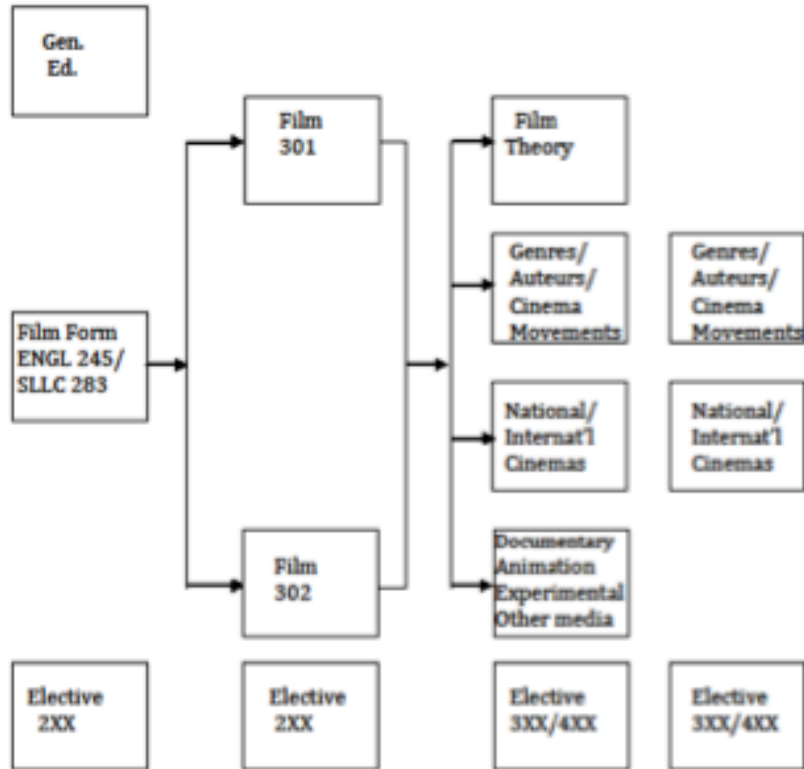 Gen.
Ed.
Film
301
Film
Theory
Genres/
Auteurs/
Cinema
Movements
Genres/
Auteurs/
Cinema
Movements
Film Form
ENGL 245/
SLLC 283
National/
Internat'l
Cinemas
National/
Internat'l
Cinemas
Film
302
Documentary
Animation
Experimental
Other media
Elective
2XX
Elective
2XX
Elective
3XX/4XX
Elective
3XX/4XX